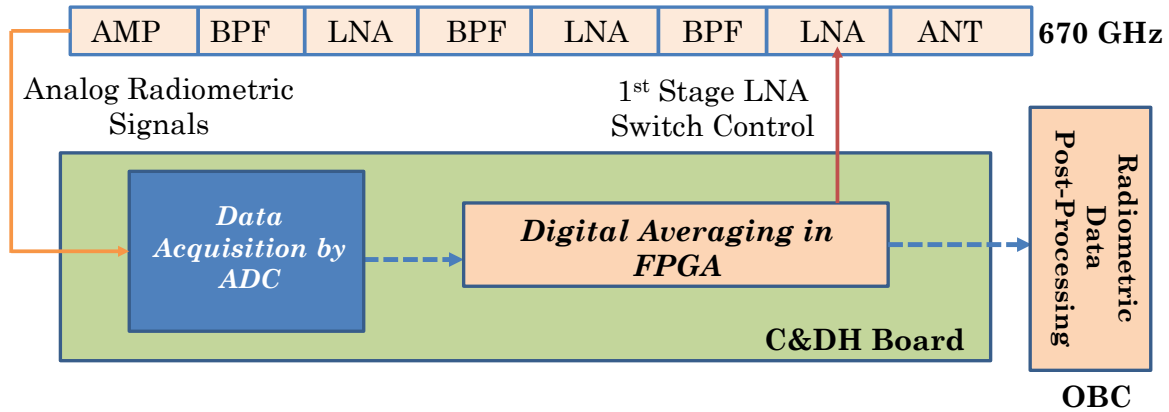 AMP BPF LNA BPF LNA BPF LNA ANT 670 GHz
Analog Radiometric
Signals
1st Stage LNA
Switch Control
Data
Acquisition by
ADC
Digital Averaging in
FPGA
C&DH Board
Radiometric
Data
Post-Processing
OBC